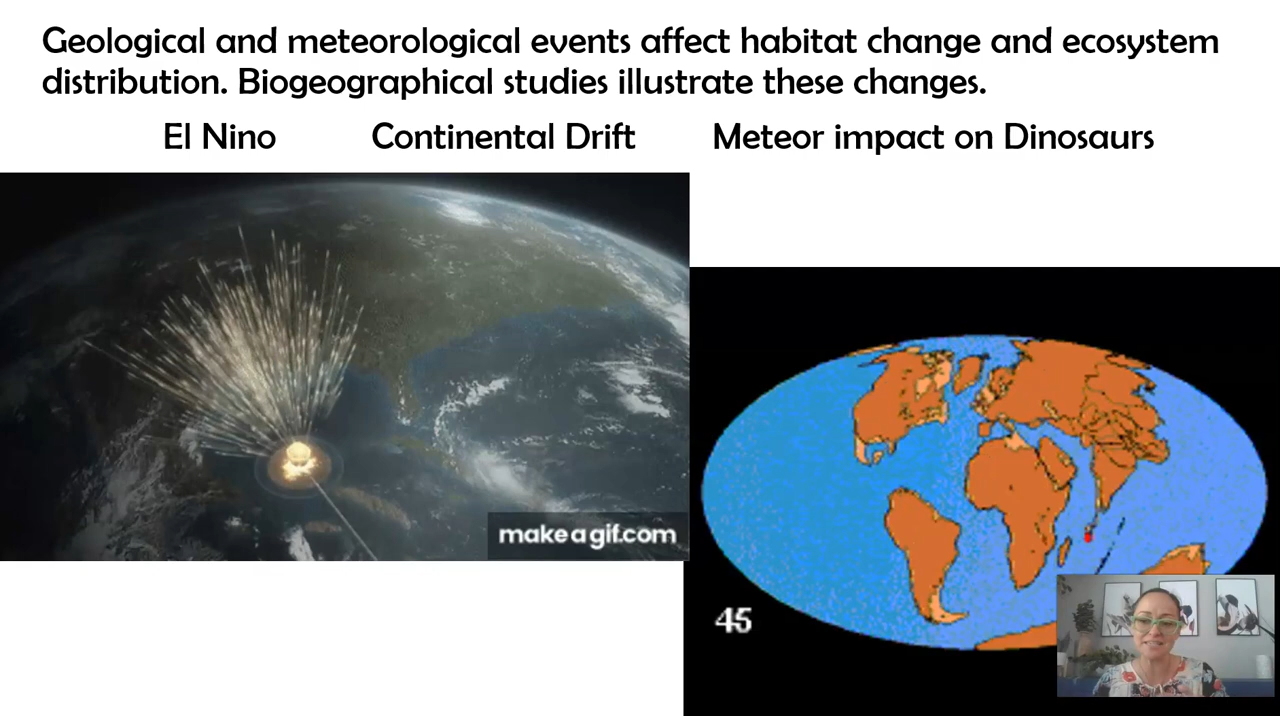 Geological and meteorological events affect habitat change and ecosystem
distribution. Biogeographical studies illustrate these changes.
El Nino Continental Drift Meteor impact on Dinosaurs
makeagif.com
45